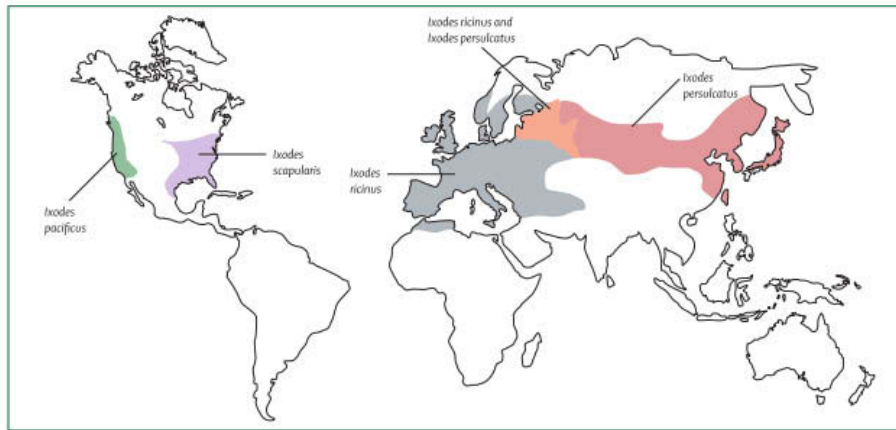 Ixodes ricinus and
Ixodes persulcatus
Ixodes
persulcatus
Ixodes
scapularis
Ixodes
ricinus
Ixodes
pacificus